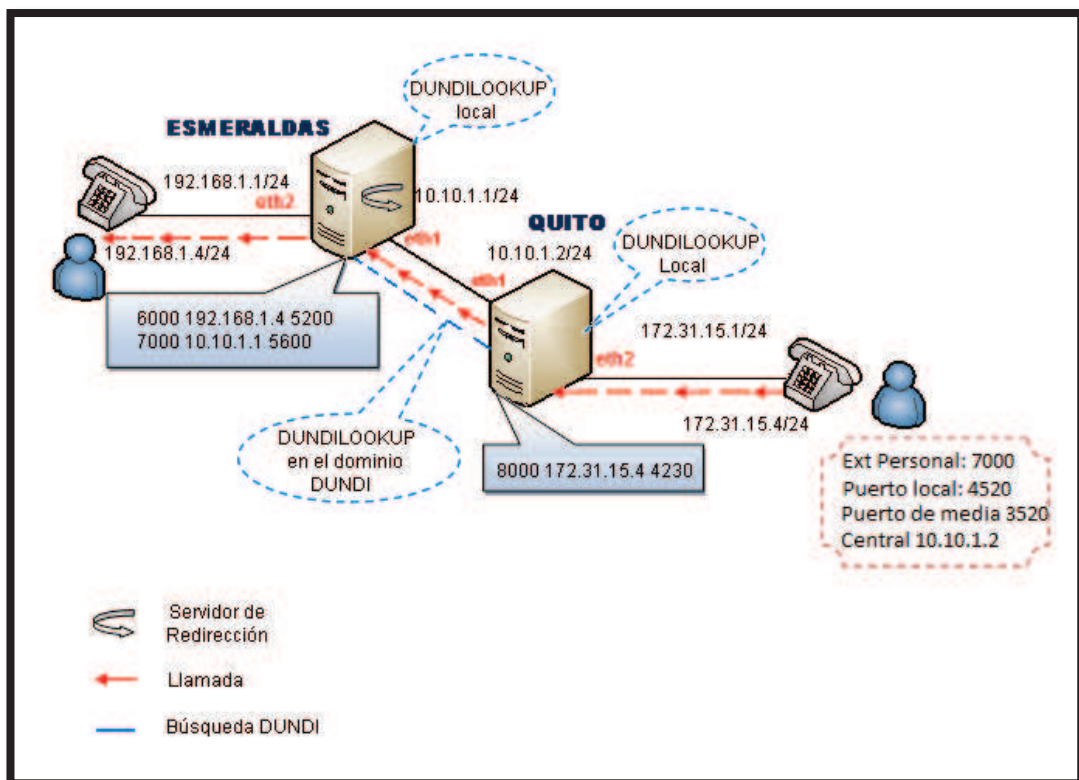 DUNDILOOKUP
local
ESMERALDAS
192.168.1.1/24
eth2
10.10.1.1/24
192.168.1.4/24
eth1
QUITO
10.10.1.2/24
DUNDILOOKUP
Local
eth1
6000 192.168.1.4 5200
7000 10.10.1.1 5600
172.31.15.1/24
eth2
172.31.15.4/24
DUNDILOOKUP
en el dominio
DUNDI
8000 172.31.15.4 4230
Ext Personal: 7000
Puerto local: 4520
Puerto de media 3520
Central 10.10.1.2
Servidor de
Redirección
Llamada
Búsqueda DUNDI